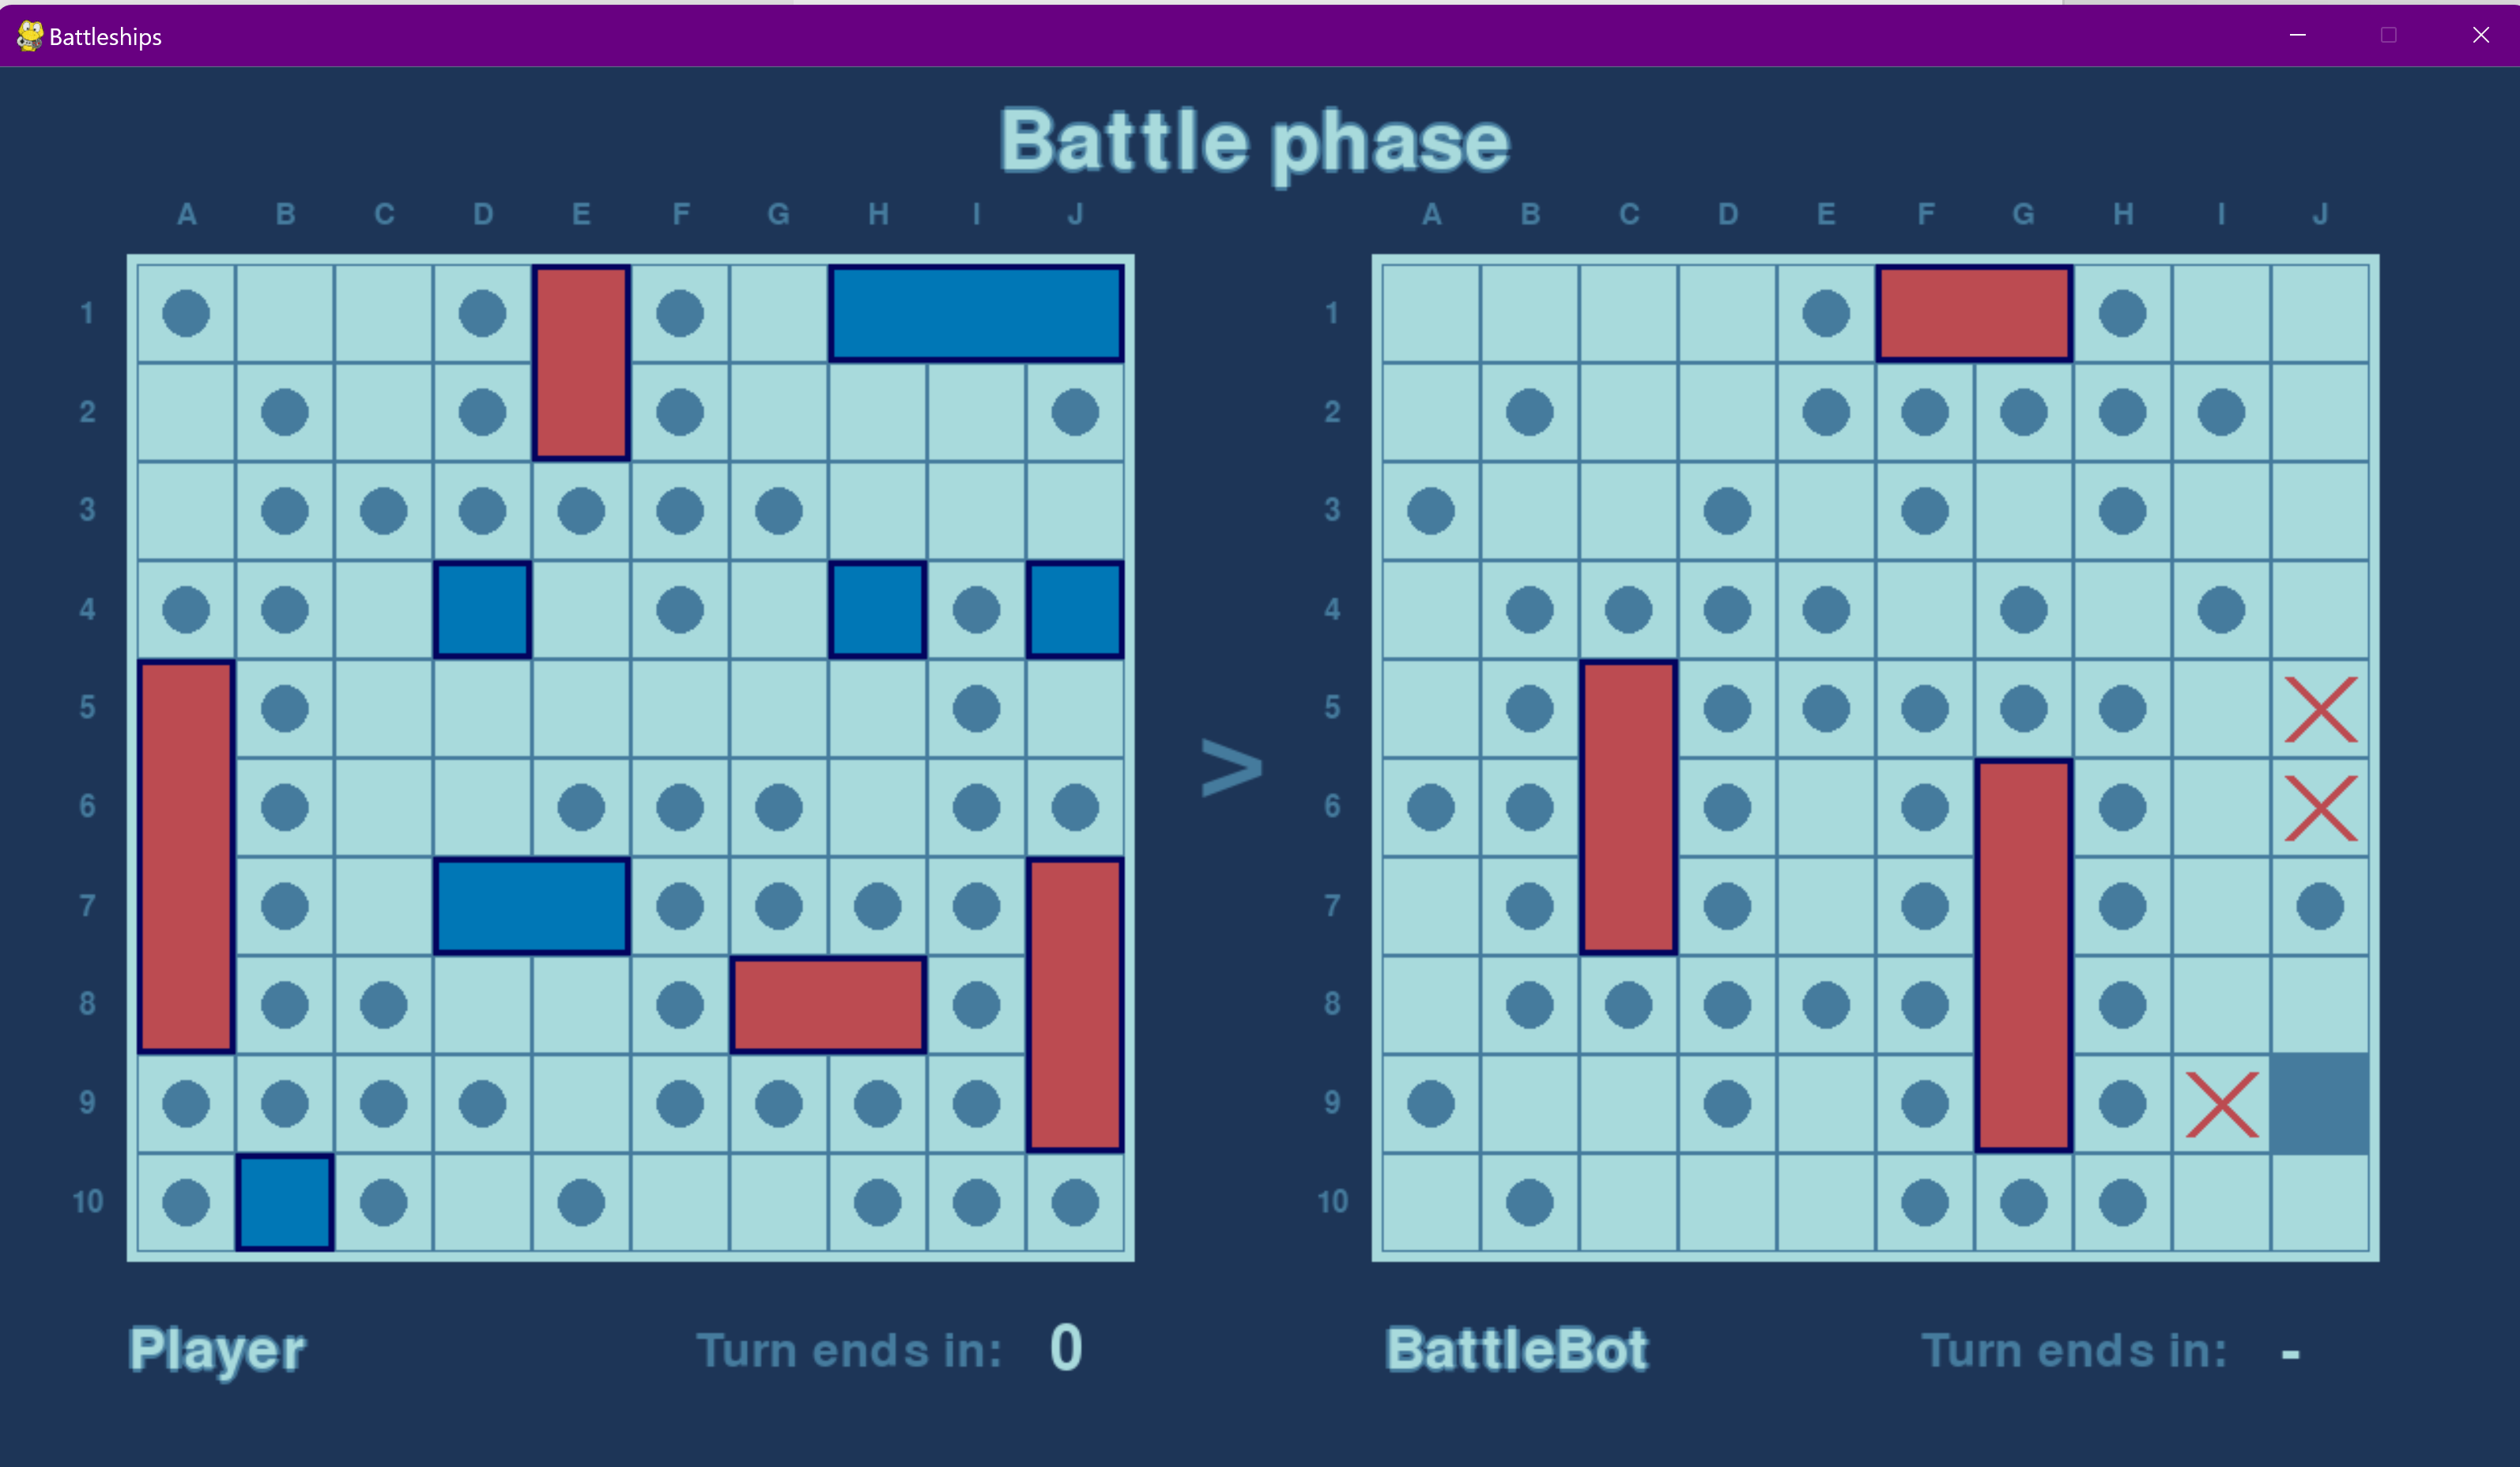 Battleships
Battle phase
A B C D E F G H I J
A B C D E F G H I J
1 1
2 2
3 3
4 4
5 5
>
6 6
7 7
8 8
9 9
10 10
Player Turn ends in: 0
BattleBot Turn ends in: -